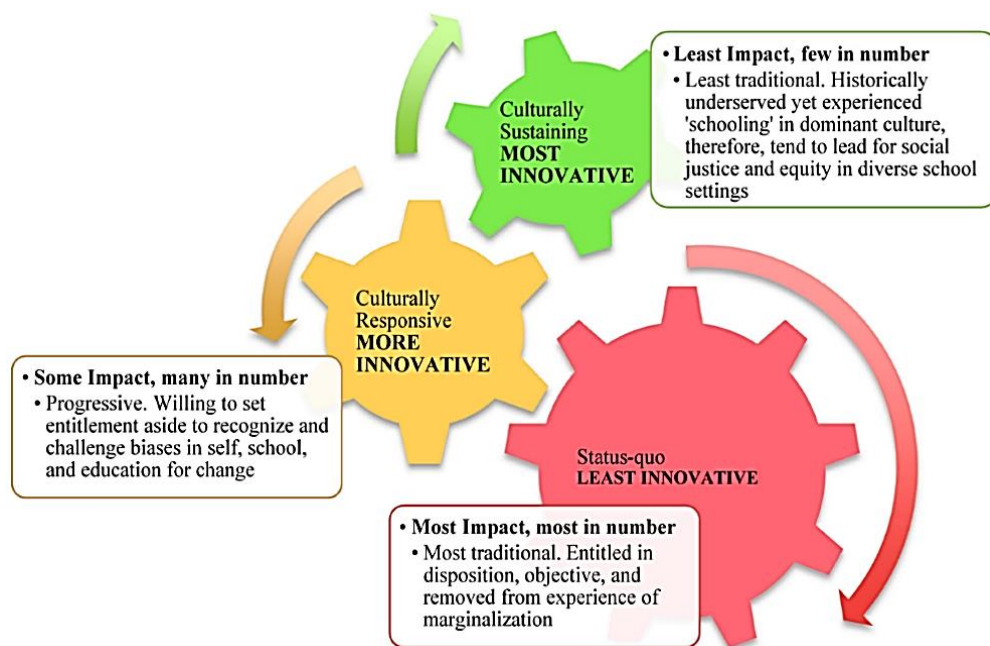 Culturally
Sustaining
MOST
INNOVATIVE
• Least Impact, few in number
• Least traditional. Historically
underserved yet experienced
'schooling' in dominant culture,
therefore, tend to lead for social
justice and equity in diverse school
settings
Culturally
Responsive
MORE
INNOVATIVE
• Some Impact, many in number
• Progressive. Willing to set
entitlement aside to recognize and
challenge biases in self, school,
and education for change
Status-quo
LEAST INNOVATIVE
• Most Impact, most in number
• Most traditional. Entitled in
disposition, objective, and
removed from experience of
marginalization